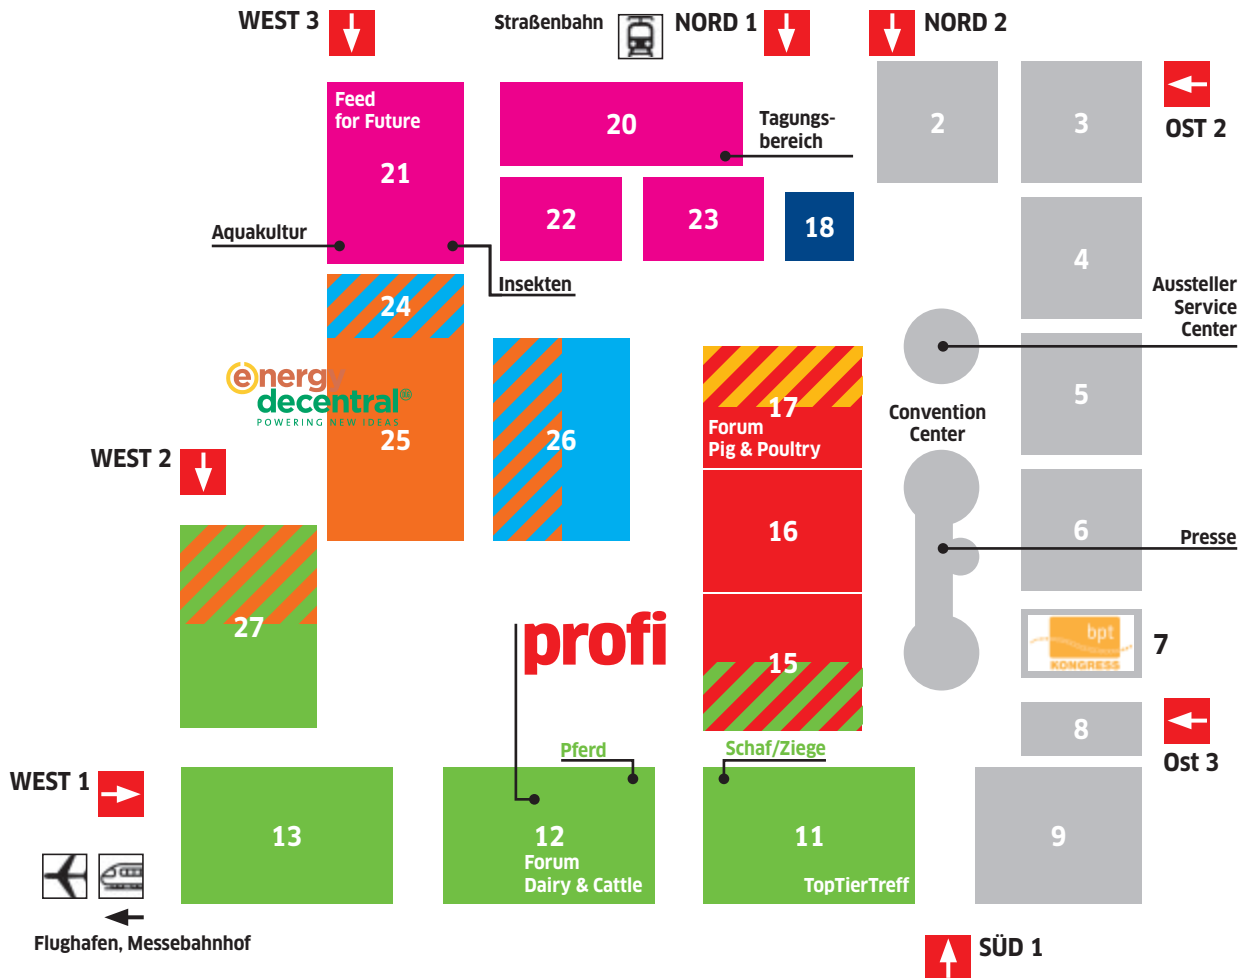 WEST 3
Straßenbahn
NORD 1
NORD 2
OST 2
Feed
for Future
21
20
Tagungs-
bereich
2
3
22
23
18
Aquakultur
Insekten
4
Aussteller
Service
Center
24
energy
decentral
POWERING NEW IDEAS
25
26
17
Forum
Pig & Poultry
Convention
Center
5
WEST 2
16
6
Presse
27
profi
15
bpt
KONGRESS
7
Pferd
Schaf/Ziege
8
Ost 3
WEST 1
13
12
Forum
Dairy & Cattle
11
TopTierTreff
9
Flughafen, Messebahnhof
SÜD 1